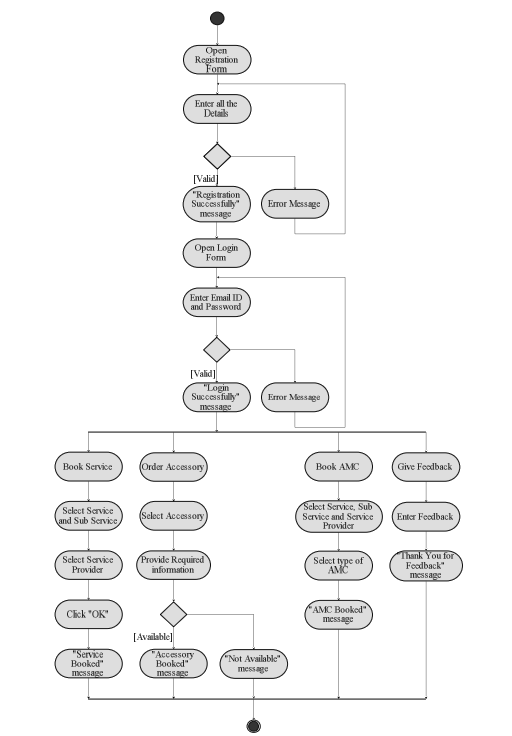 Open
Registration
Form
Enter all the
Details
[Valid]
"Registration
Successfully"
message
Error Message
Open Login
Form
Enter Email ID
and Password
[Valid]
"Login
Successfully"
message
Error Message
Book Service
Order Accessory
Book AMC
Give Feedback
Select Service
and Sub Service
Select Accessory
Select Service, Sub
Service and Service
Provider
Enter Feedback
Select Service
Provider
Provide Required
information
Select type of
AMC
"Thank You for
Feedback"
message
Click "OK"
[Available]
"AMC Booked"
message
"Service
Booked"
message
"Accessory
Booked"
message
"Not Available"
message